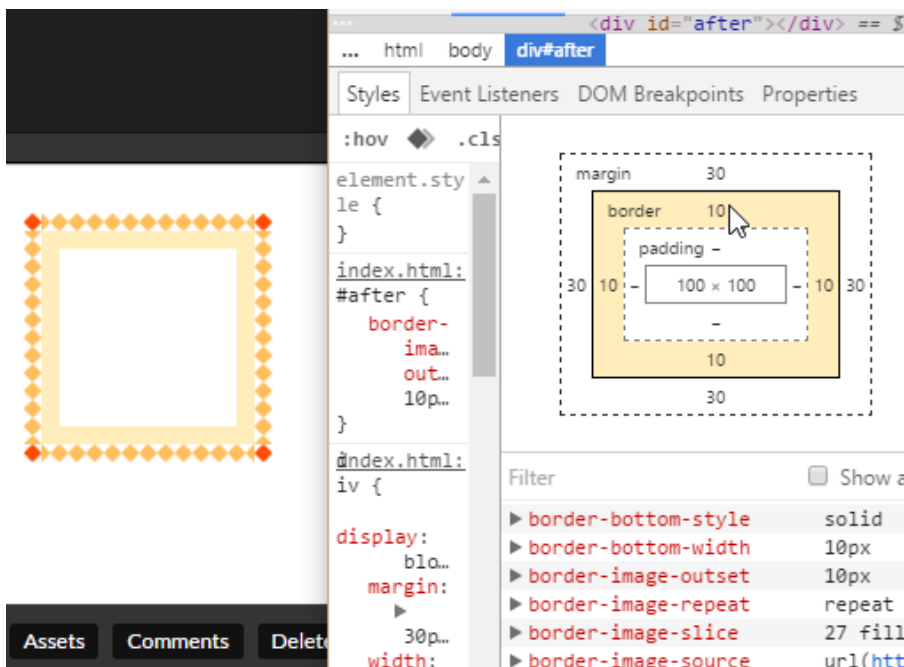 ... <div id="after"></div> == $
... html body div#after
Styles Event Listeners DOM Breakpoints Properties
:hov .cls
element.sty
le {
}
index.html:
#after {
border-
ima…
out…
10p…
}
index.html:
div {
display:
blo…
margin:
30p…
width:
margin 30
border 10
padding –
30 10 – 100 × 100 – 10 30
–
10
30
Filter Show a
border-bottom-style solid
border-bottom-width 10px
border-image-outset 10px
border-image-repeat repeat
border-image-slice 27 fill
border-image-source url(htt
Assets Comments Delet